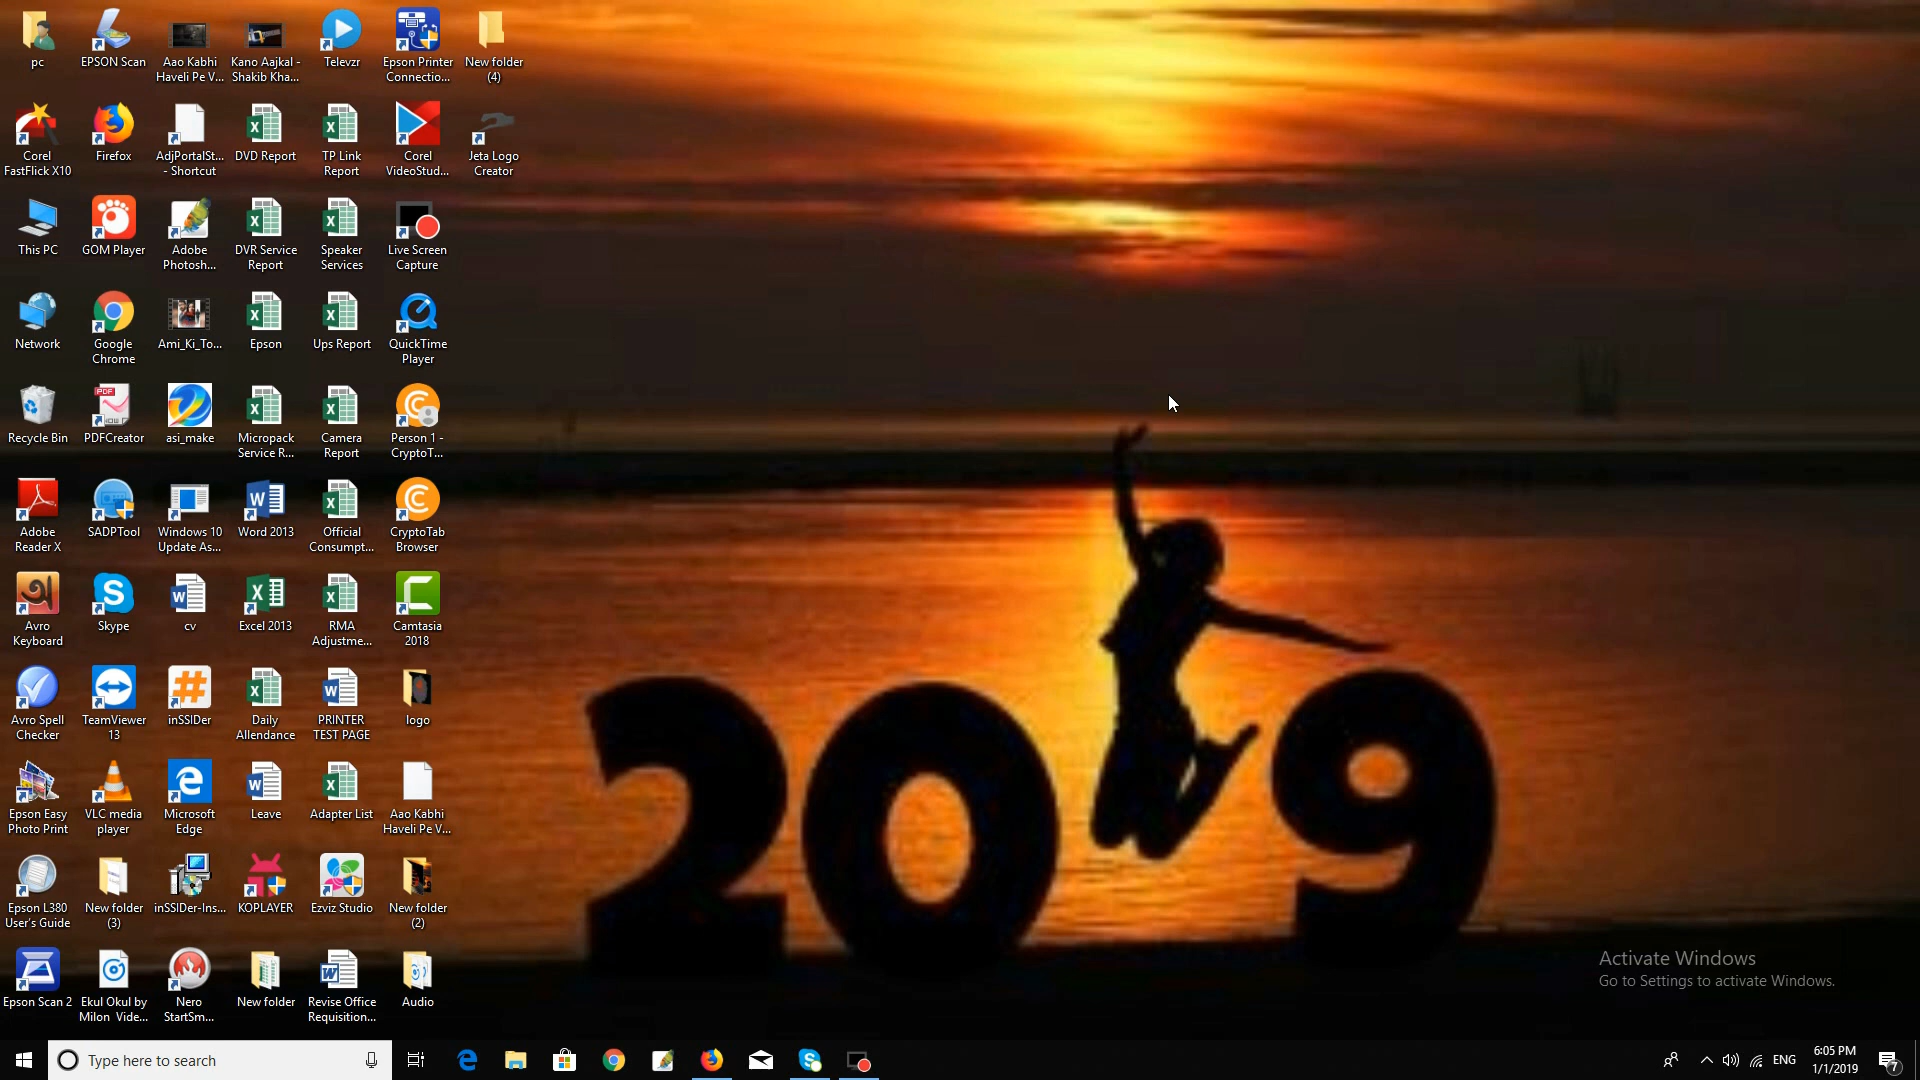 pc
EPSON Scan
Aao Kabhi
Haveli Pe V...
Kano Aajkal -
Shakib Kha...
Televzr
Epson Printer
Connectio...
New folder
(4)
Corel
FastFlick X10
Firefox
AdjPortalSt...
- Shortcut
DVD Report
TP Link
Report
Corel
VideoStud...
Jeta Logo
Creator
This PC
GOM Player
Adobe
Photosh...
DVR Service
Report
Speaker
Services
Live Screen
Capture
Network
Google
Chrome
Ami_Ki_To...
Epson
Ups Report
QuickTime
Player
Recycle Bin
PDFCreator
asi_make
Micropack
Service R...
Camera
Report
Person 1 -
CryptoT...
Adobe
Reader X
SADPTool
Windows 10
Update As...
Word 2013
Official
Consumpt...
CryptoTab
Browser
Avro
Keyboard
Skype
cv
Excel 2013
RMA
Adjustme...
Camtasia
2018
Avro Spell
Checker
TeamViewer
13
inSSIDer
Daily
Allendance
PRINTER
TEST PAGE
logo
Epson Easy
Photo Print
VLC media
player
Microsoft
Edge
Leave
Adapter List
Aao Kabhi
Haveli Pe V...
Epson L380
User's Guide
New folder
(3)
inSSIDer-Ins...
KOPLAYER
Ezviz Studio
New folder
(2)
Epson Scan 2
Ekul Okul by
Milon Vide...
Nero
StartSm...
New folder
Revise Office
Requisition...
Audio
2019
Activate Windows
Go to Settings to activate Windows.
Type here to search
ENG
6:05 PM
1/1/2019
7